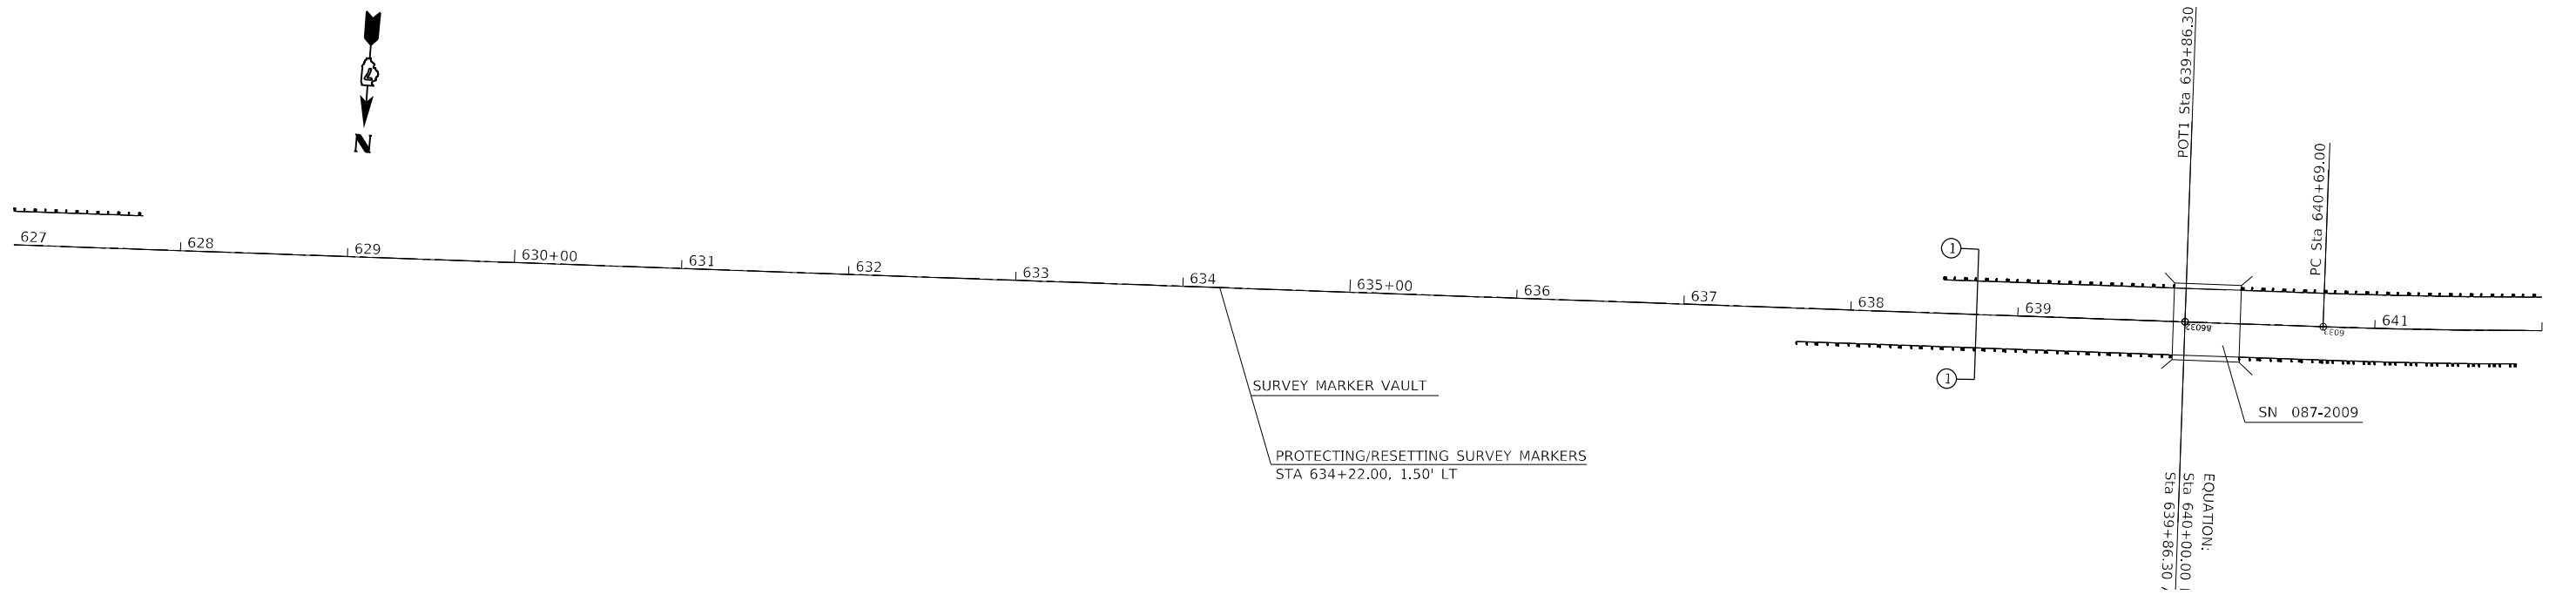 N
627
628
629
630+00
631
632
633
634
635+00
636
637
638
639
641
1
1
POT1 Sta 639+86.30
PC Sta 640+69.00
86032
6033
SURVEY MARKER VAULT
PROTECTING/RESETTING SURVEY MARKERS
STA 634+22.00, 1.50' LT
SN 087-2009
EQUATION:
Sta 640+00.00
Sta 639+86.30